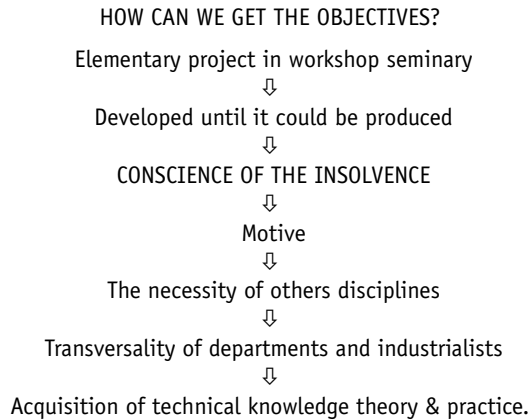 HOW CAN WE GET THE OBJECTIVES?
Elementary project in workshop seminary
⇩
Developed until it could be produced
⇩
CONSCIENCE OF THE INSOLVENCE
⇩
Motive
⇩
The necessity of others disciplines
⇩
Transversality of departments and industrialists
⇩
Acquisition of technical knowledge theory & practice.